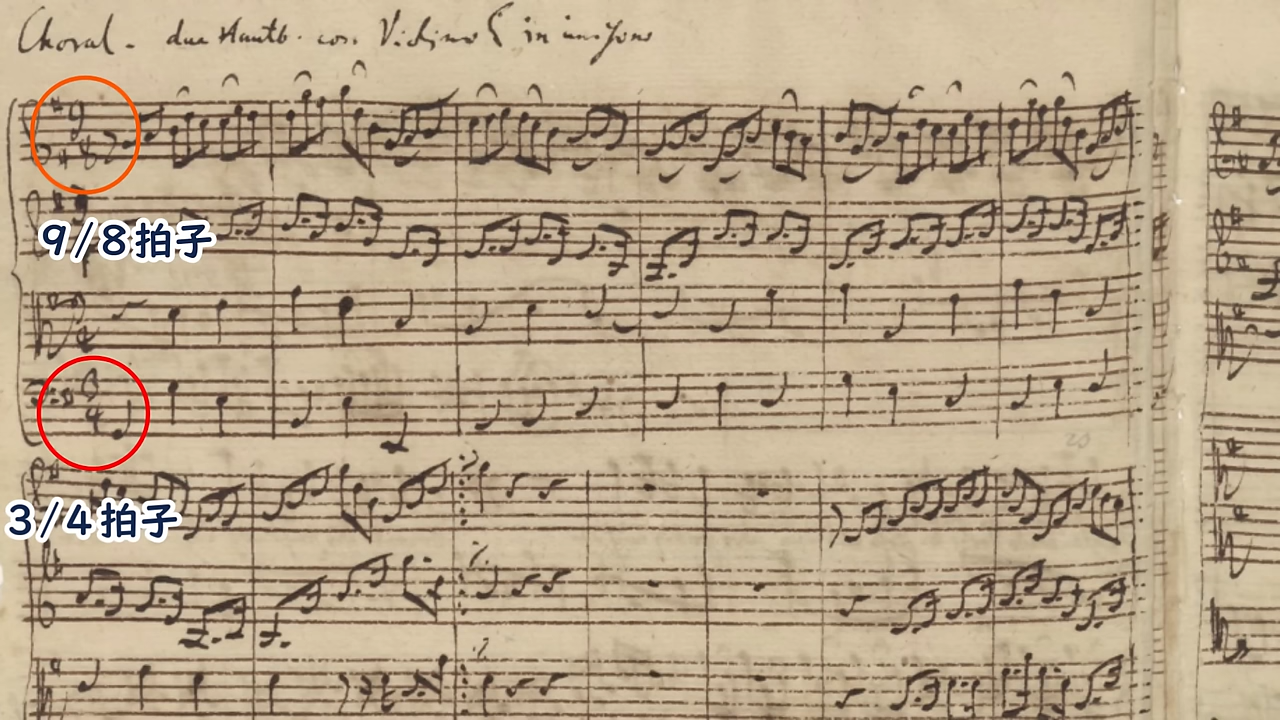 Choral. due Hautb. con Violino in unisono
9/8拍子
3/4拍子